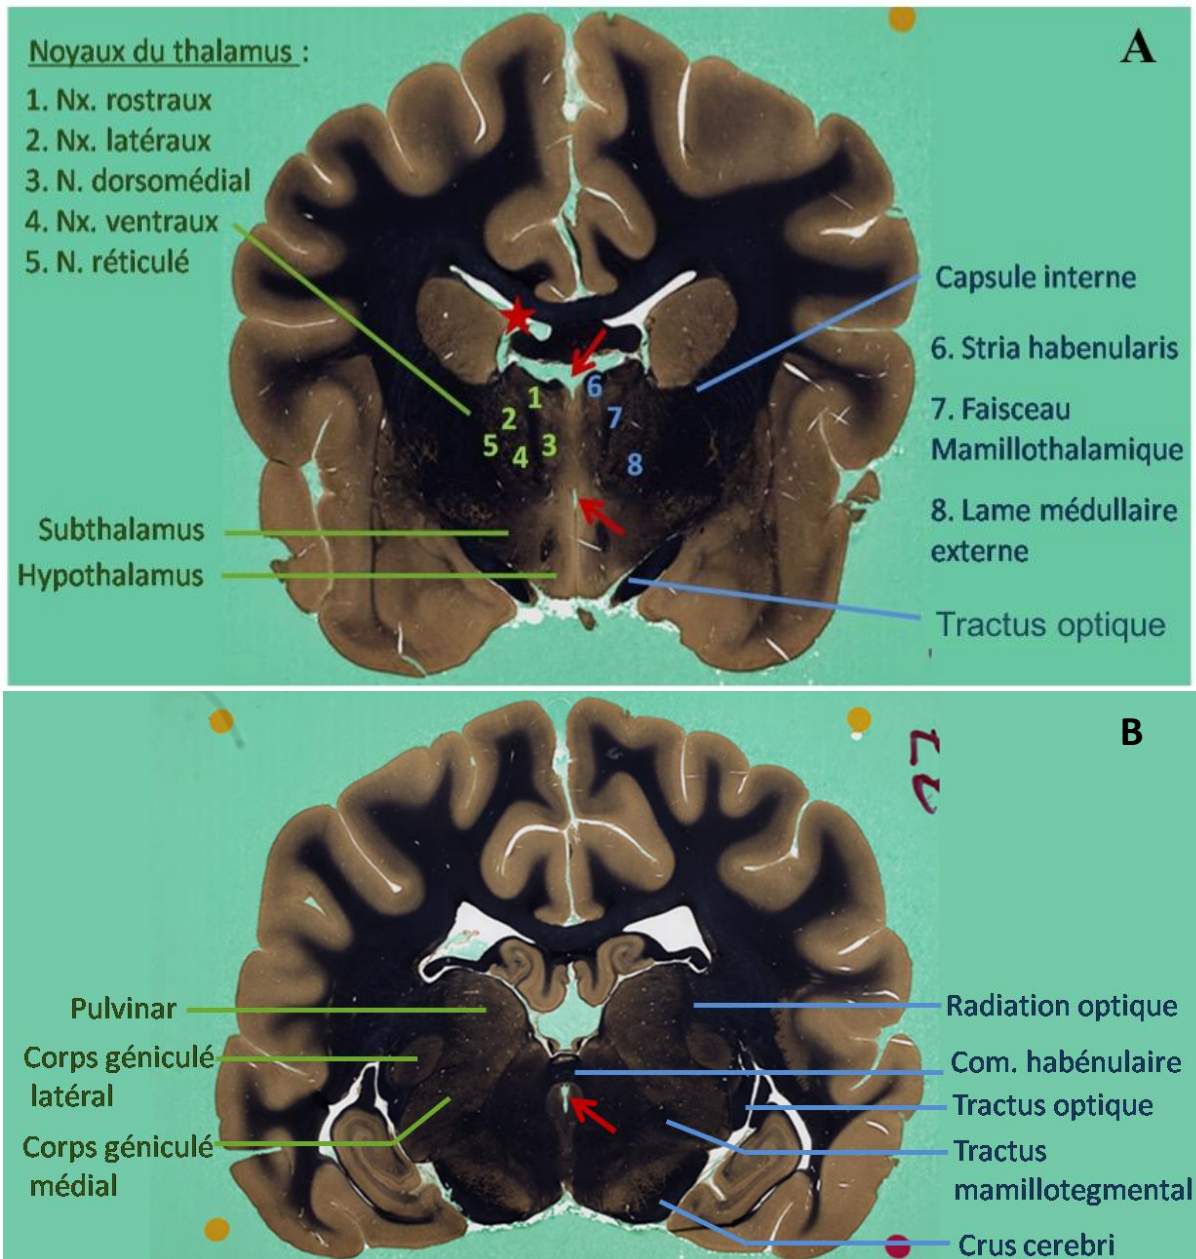 A
Noyaux du thalamus :
1. Nx. rostraux
2. Nx. latéraux
3. N. dorsomédial
4. Nx. ventraux
5. N. réticulé
Capsule interne
6. Stria habenularis
7. Faisceau
Mamillothalamique
8. Lame médullaire
externe
Tractus optique
Subthalamus
Hypothalamus
1
2
3
4
5
6
7
8
B
Pulvinar
Corps géniculé
latéral
Corps géniculé
médial
Radiation optique
Com. habénulaire
Tractus optique
Tractus
mamillotegmental
Crus cerebri